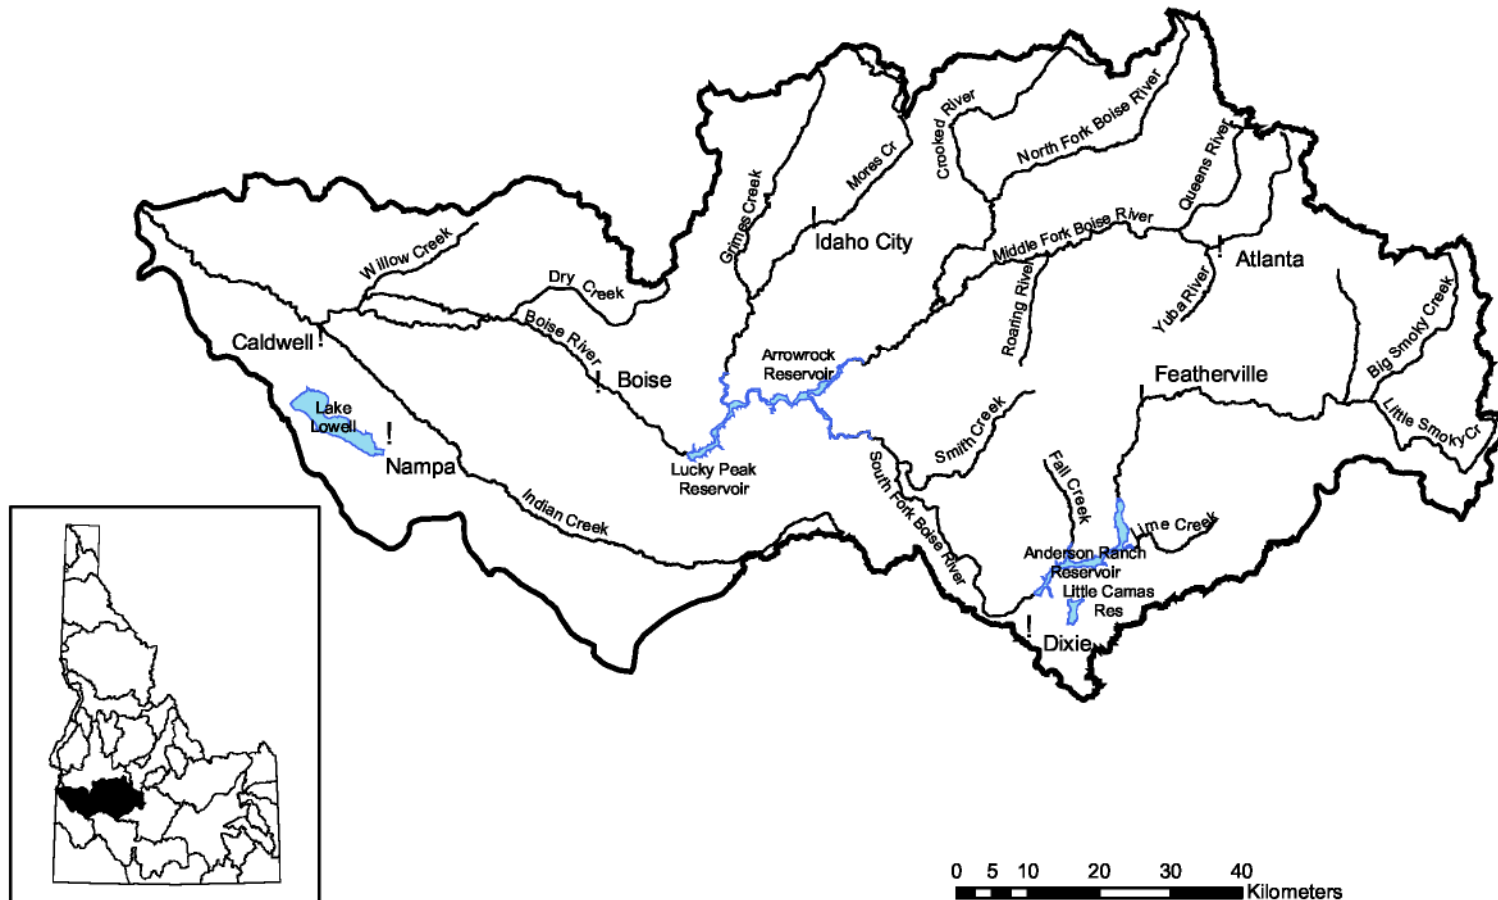 Crooked River
North Fork Boise River
Queens River
Grimes Creek
Mores Cr
Idaho City
Middle Fork Boise River
Atlanta
Willow Creek
Dry Creek
Roaring River
Yuba River
Big Smoky Creek
Boise River
Caldwell
Boise
Arrowrock
Reservoir
Featherville
Lake
Lowell
Nampa
Lucky Peak
Reservoir
Smith Creek
Little Smoky Cr
Indian Creek
South Fork Boise River
Fall Creek
Lime Creek
Anderson Ranch
Reservoir
Little Camas
Res
Dixie
0 5 10 20 30 40
Kilometers